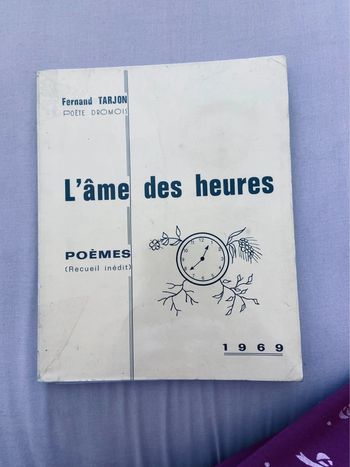 Fernand TARJON
POÈTE DROMOIS
L'âme des heures
POÈMES
(Recueil inédit)
1969